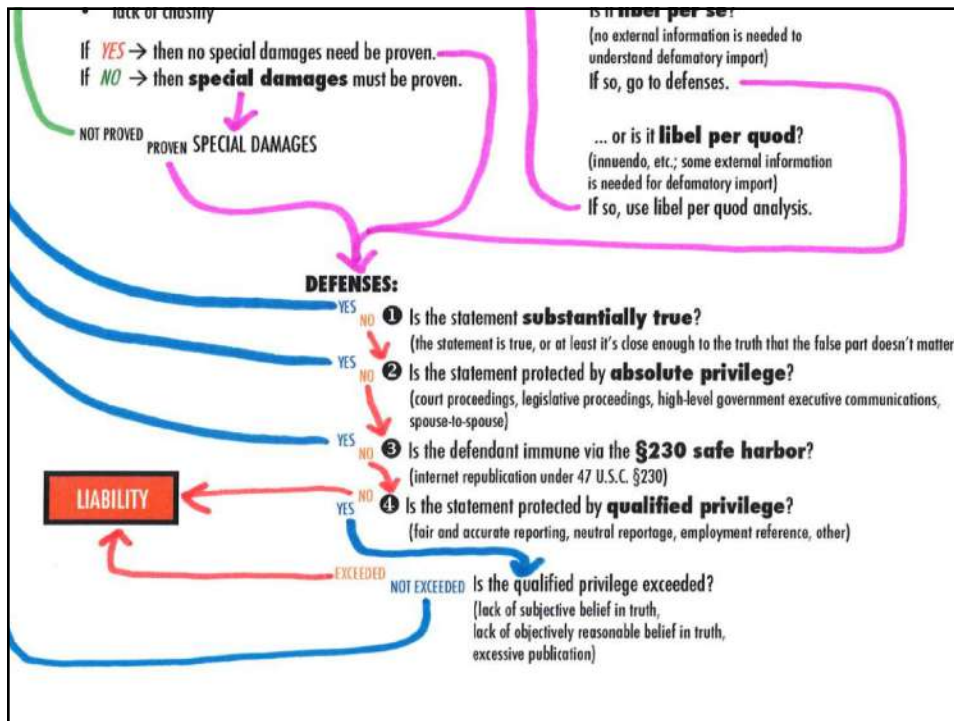 • lack of chastity
If YES → then no special damages need be proven.
If NO → then special damages must be proven.
NOT PROVED
PROVEN SPECIAL DAMAGES
Is it libel per se?
(no external information is needed to
understand defamatory import)
If so, go to defenses.
... or is it libel per quod?
(innuendo, etc.; some external information
is needed for defamatory import)
If so, use libel per quod analysis.
DEFENSES:
YES
NO ❶ Is the statement substantially true?
(the statement is true, or at least it's close enough to the truth that the false part doesn't matter
YES
NO ❷ Is the statement protected by absolute privilege?
(court proceedings, legislative proceedings, high-level government executive communications,
spouse-to-spouse)
YES
NO ❸ Is the defendant immune via the §230 safe harbor?
(internet republication under 47 U.S.C. §230)
LIABILITY
NO
YES ❹ Is the statement protected by qualified privilege?
(fair and accurate reporting, neutral reportage, employment reference, other)
EXCEEDED
NOT EXCEEDED Is the qualified privilege exceeded?
(lack of subjective belief in truth,
lack of objectively reasonable belief in truth,
excessive publication)